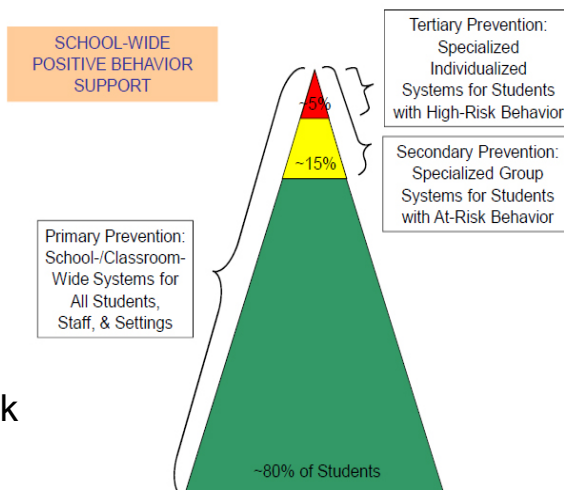 SCHOOL-WIDE
POSITIVE BEHAVIOR
SUPPORT
Tertiary Prevention:
Specialized
Individualized
Systems for Students
with High-Risk Behavior
~5%
Secondary Prevention:
Specialized Group
Systems for Students
with At-Risk Behavior
~15%
Primary Prevention:
School-/Classroom-
Wide Systems for
All Students,
Staff, & Settings
k
~80% of Students